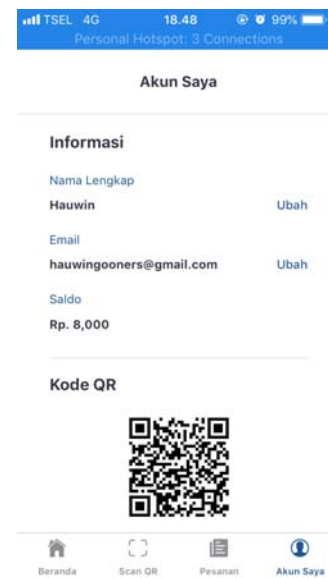 TSEL 4G 18.48 99%
Personal Hotspot: 3 Connections
Akun Saya
Informasi
Nama Lengkap
Hauwin Ubah
Email
hauwingooners@gmail.com Ubah
Saldo
Rp. 8,000
Kode QR
Beranda Scan QR Pesanan Akun Saya